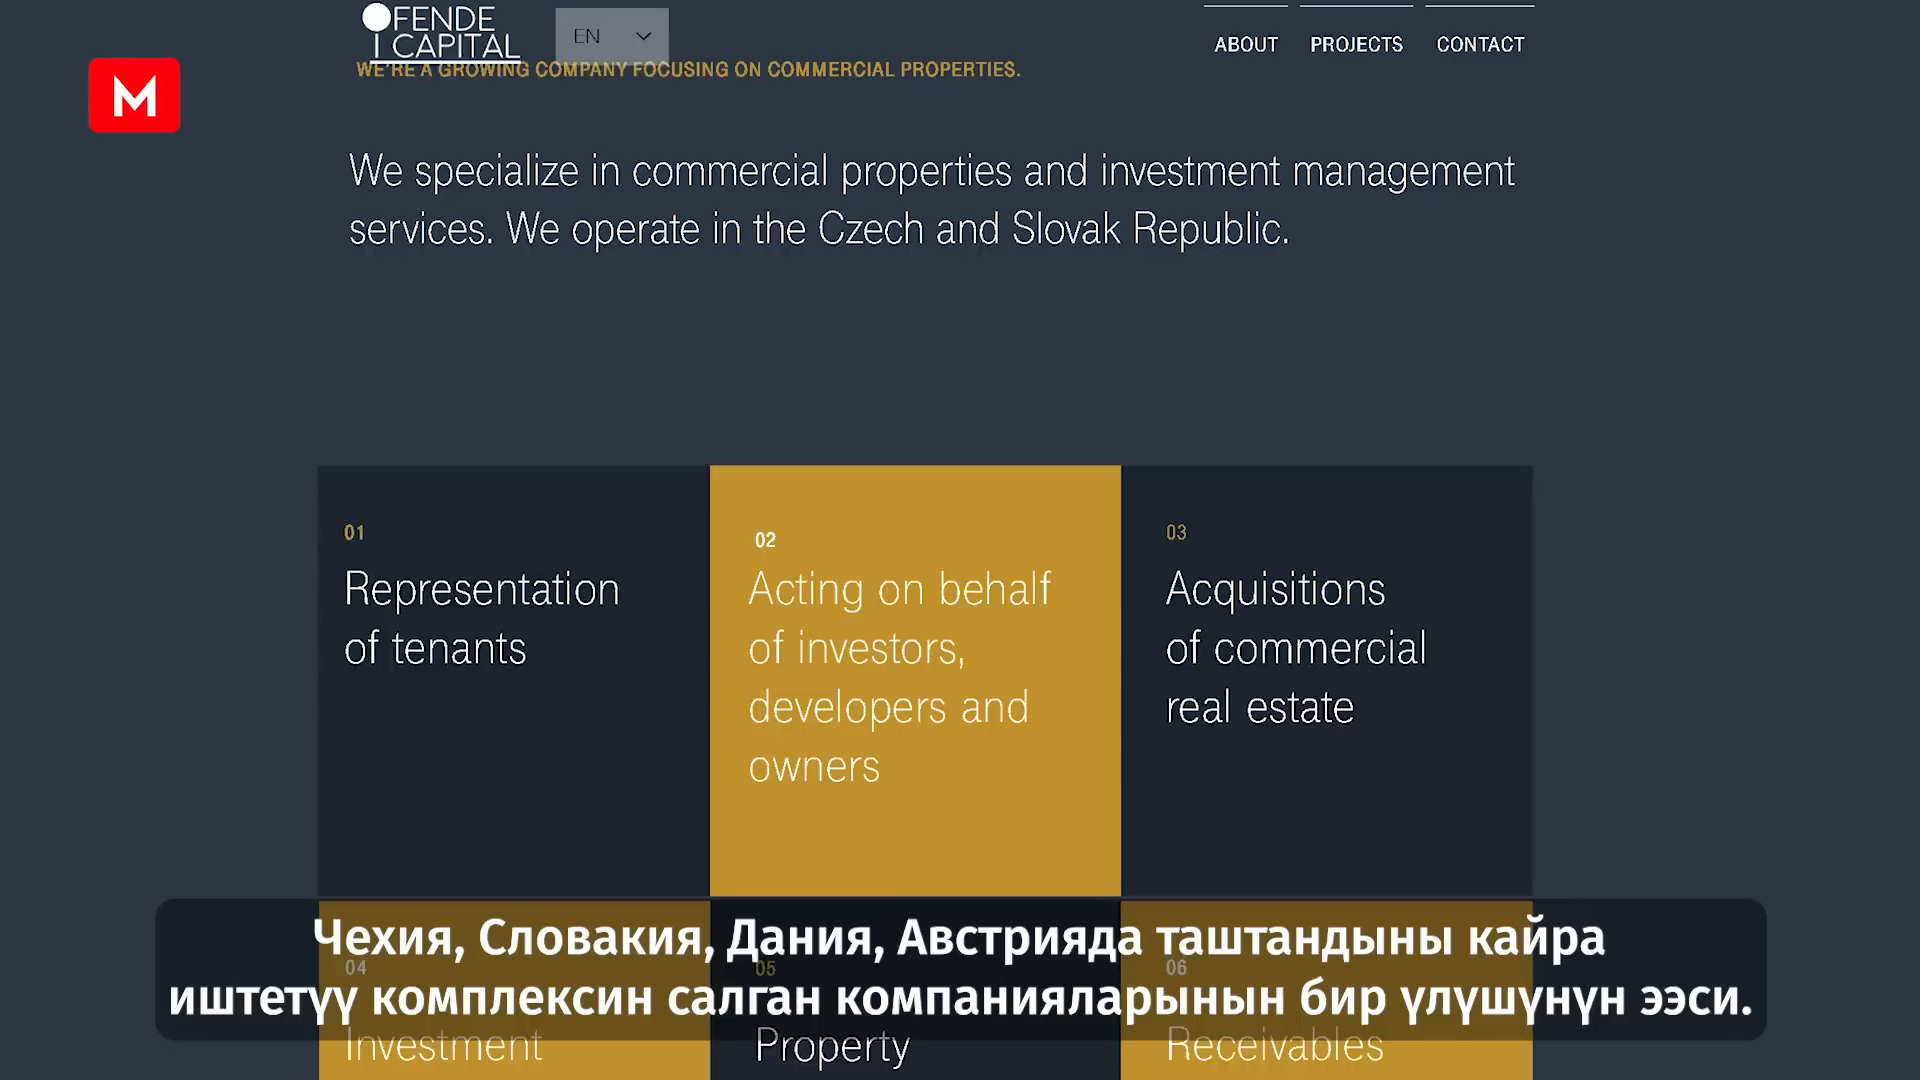 FENDE
CAPITAL
EN
ABOUT
PROJECTS
CONTACT
WE'RE A GROWING COMPANY FOCUSING ON COMMERCIAL PROPERTIES.
M
We specialize in commercial properties and investment management
services. We operate in the Czech and Slovak Republic.
01
Representation
of tenants
02
Acting on behalf
of investors,
developers and
owners
03
Acquisitions
of commercial
real estate
04
Investment
05
Property
06
Receivables
Чехия, Словакия, Дания, Австрияда таштандыны кайра
иштетүү комплексин салган компанияларынын бир үлүшүнүн ээси.